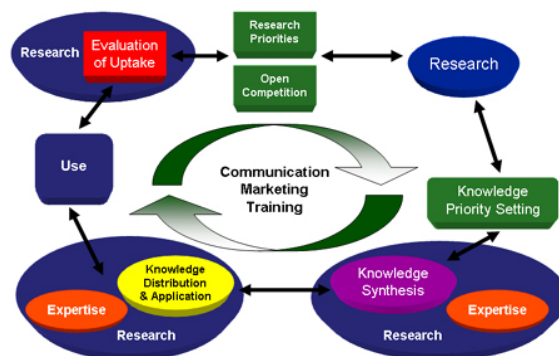 Research
Evaluation
of Uptake
Research
Priorities
Open
Competition
Research
Use
Communication
Marketing
Training
Knowledge
Priority Setting
Knowledge
Distribution
& Application
Expertise
Research
Knowledge
Synthesis
Expertise
Research